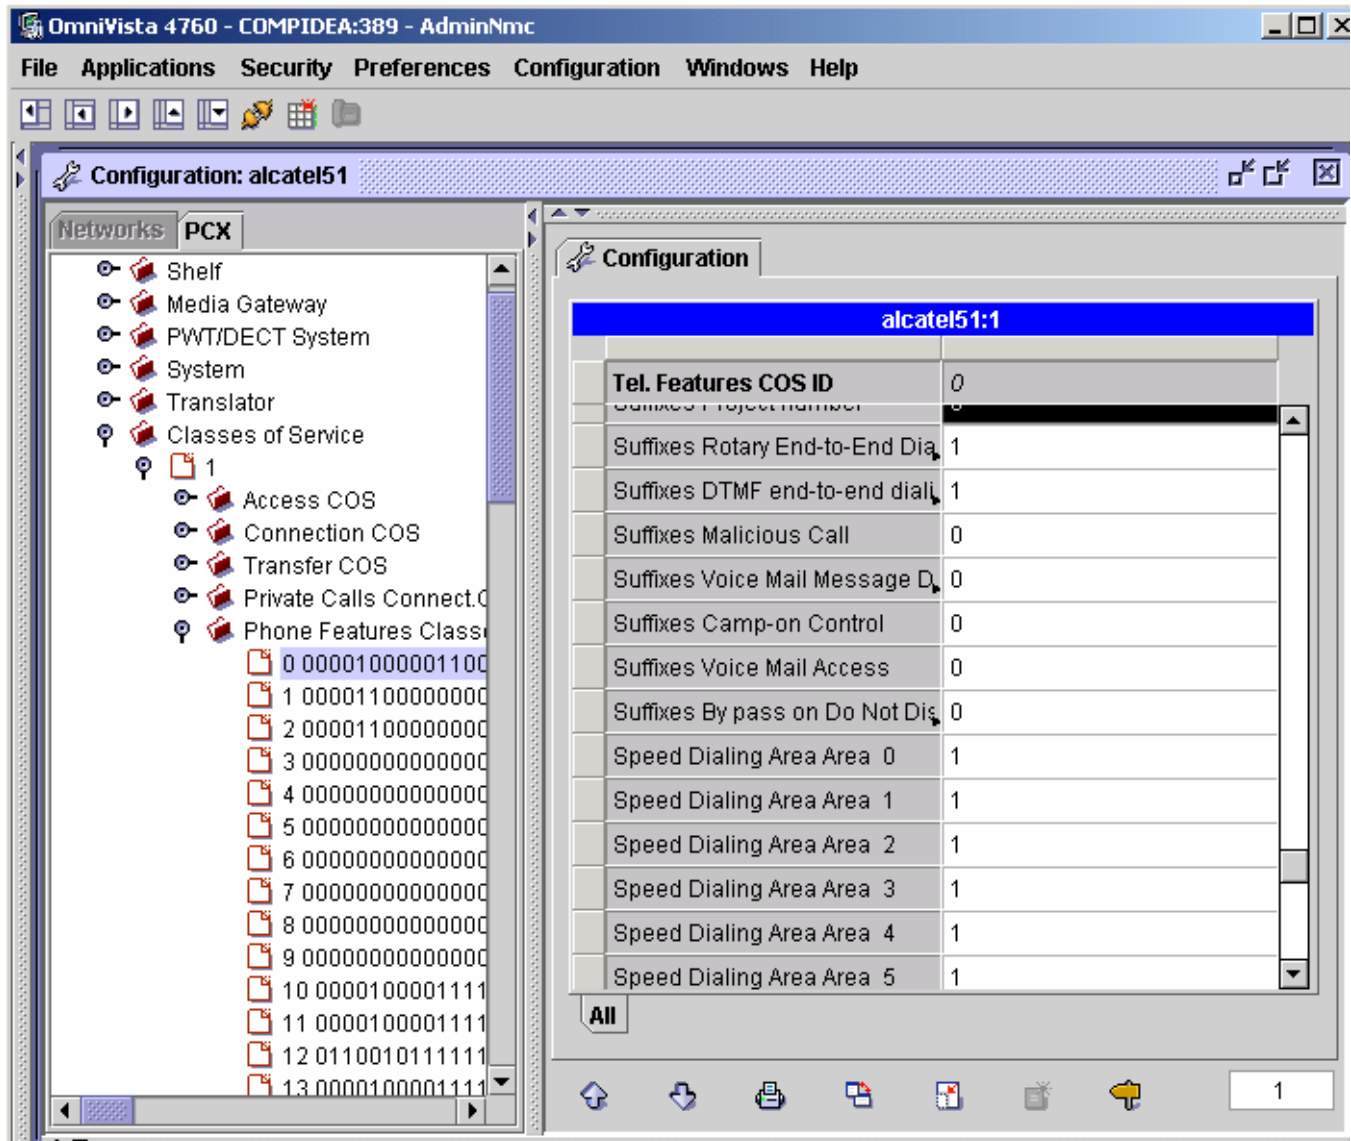 OmniVista 4760 - COMPIDEA:389 - AdminNmc
File Applications Security Preferences Configuration Windows Help
Configuration: alcatel51
Networks PCX
Shelf
Media Gateway
PWT/DECT System
System
Translator
Classes of Service
1
Access COS
Connection COS
Transfer COS
Private Calls Connect.C
Phone Features Class
0 000010000001100
1 00001100000000
2 00001100000000
3 00000000000000
4 00000000000000
5 00000000000000
6 00000000000000
7 00000000000000
8 00000000000000
9 00000000000000
10 0000100001111
11 0000100001111
12 0110010111111
13 0000100001111
Configuration
alcatel51:1
Tel. Features COS ID 0
Suffixes Project number 0
Suffixes Rotary End-to-End Dia 1
Suffixes DTMF end-to-end diali 1
Suffixes Malicious Call 0
Suffixes Voice Mail Message D 0
Suffixes Camp-on Control 0
Suffixes Voice Mail Access 0
Suffixes By pass on Do Not Dis 0
Speed Dialing Area Area 0 1
Speed Dialing Area Area 1 1
Speed Dialing Area Area 2 1
Speed Dialing Area Area 3 1
Speed Dialing Area Area 4 1
Speed Dialing Area Area 5 1
All
1